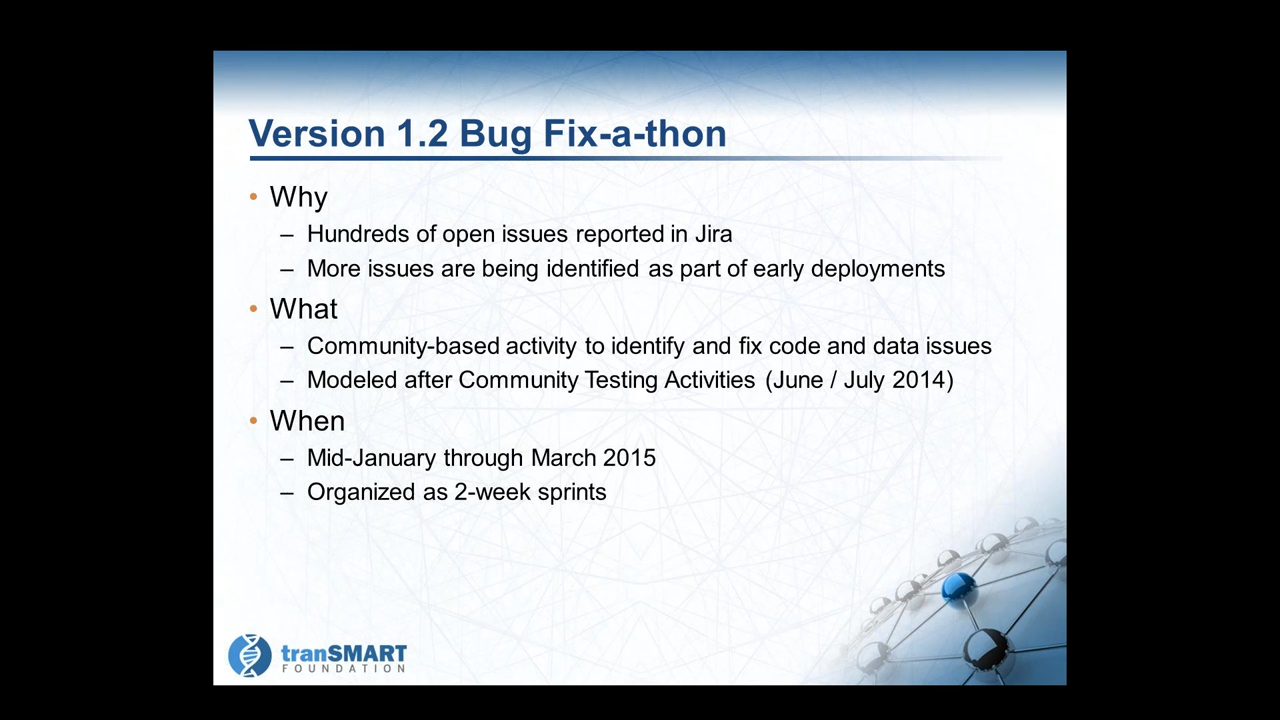 Version 1.2 Bug Fix-a-thon
• Why
– Hundreds of open issues reported in Jira
– More issues are being identified as part of early deployments
• What
– Community-based activity to identify and fix code and data issues
– Modeled after Community Testing Activities (June / July 2014)
• When
– Mid-January through March 2015
– Organized as 2-week sprints
tranSMART
FOUNDATION